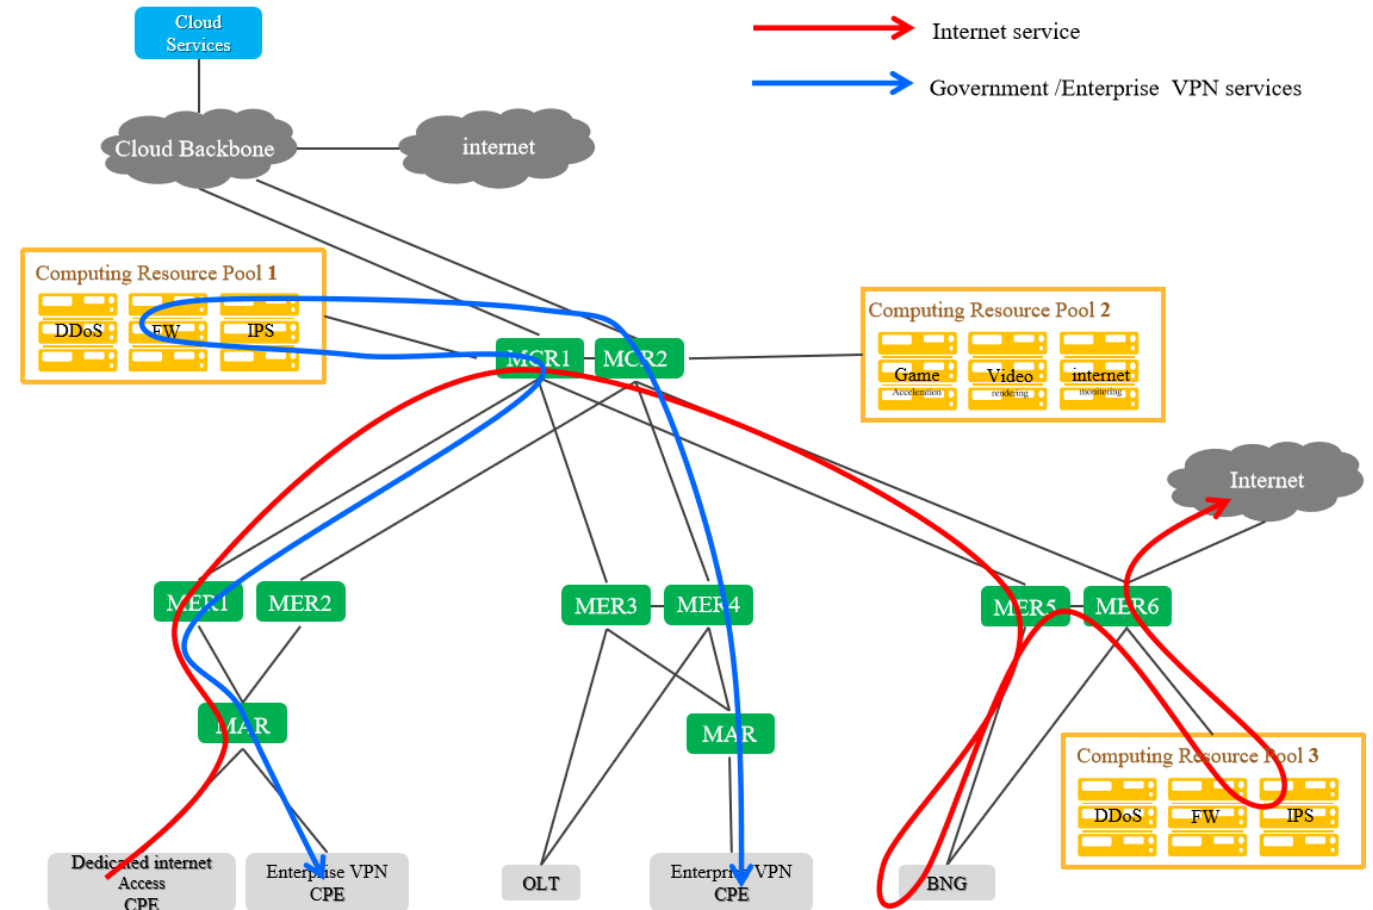 Cloud
Services
Internet service
Government /Enterprise VPN services
Cloud Backbone
internet
Computing Resource Pool 1
DDoS
FW
IPS
Computing Resource Pool 2
Game
Acceleration
Video
rendering
internet
monitoring
MCR1
MCR2
Internet
MER1
MER2
MER3
MER4
MER5
MER6
MAR
MAR
Computing Resource Pool 3
DDoS
FW
IPS
Dedicated internet
Access
CPE
Enterprise VPN
CPE
OLT
Enterprise VPN
CPE
BNG